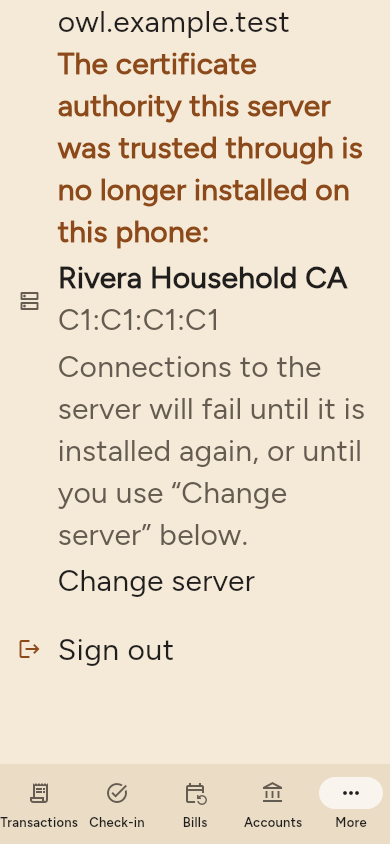 owl.example.test
The certificate
authority this server
was trusted through is
no longer installed on
this phone:
Rivera Household CA
C1:C1:C1:C1
Connections to the
server will fail until it is
installed again, or until
you use “Change
server” below.
Change server
Sign out
Transactions
Check-in
Bills
Accounts
More